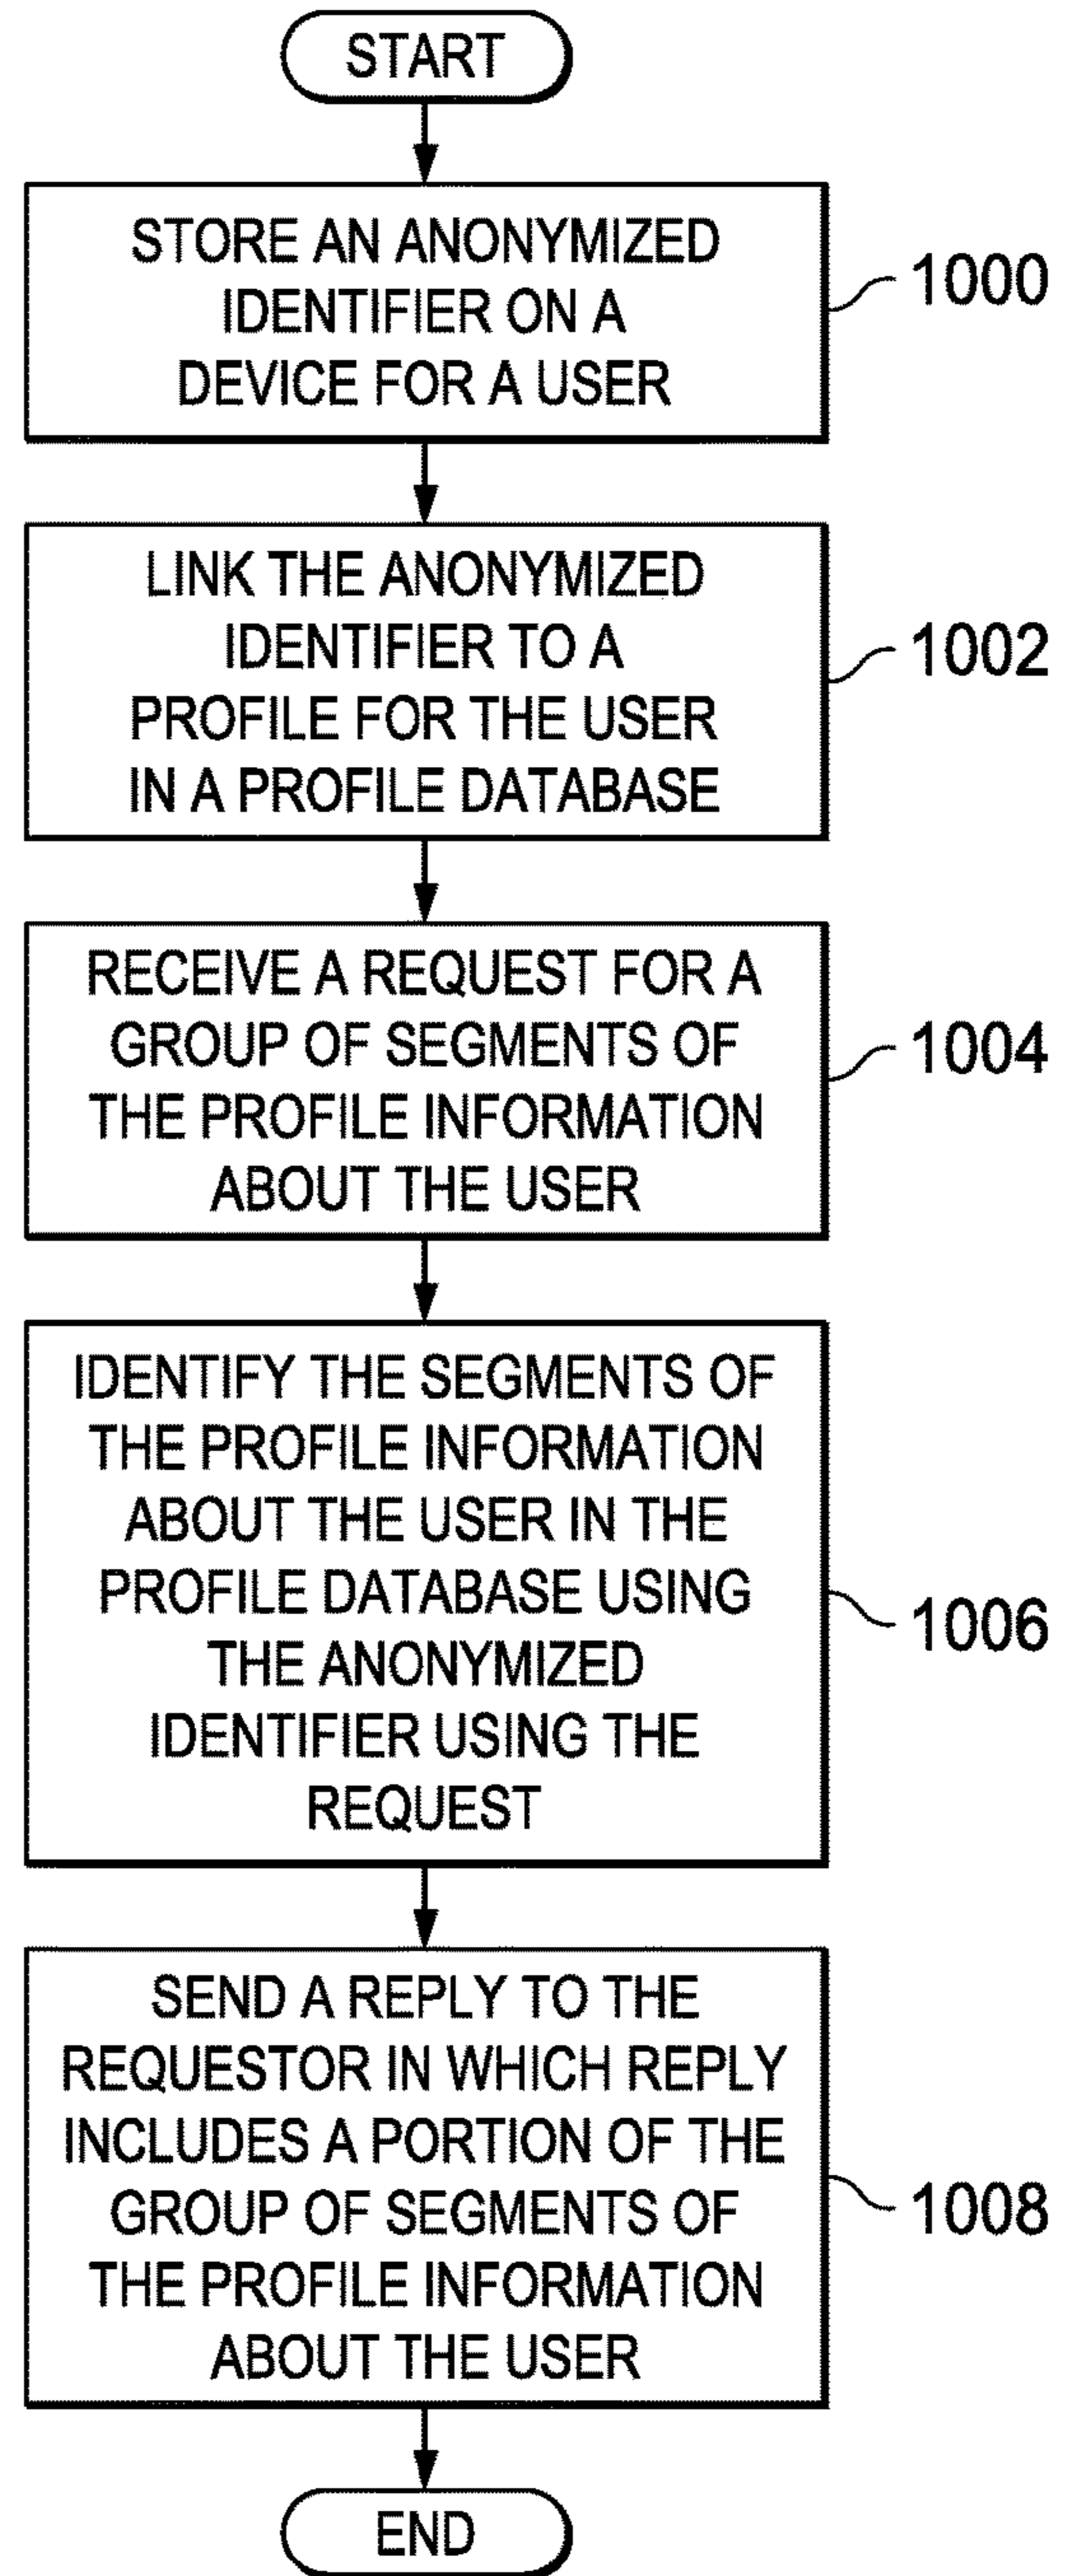 START
STORE AN ANONYMIZED
IDENTIFIER ON A
DEVICE FOR A USER
1000
LINK THE ANONYMIZED
IDENTIFIER TO A
PROFILE FOR THE USER
IN A PROFILE DATABASE
1002
RECEIVE A REQUEST FOR A
GROUP OF SEGMENTS OF
THE PROFILE INFORMATION
ABOUT THE USER
1004
IDENTIFY THE SEGMENTS OF
THE PROFILE INFORMATION
ABOUT THE USER IN THE
PROFILE DATABASE USING
THE ANONYMIZED
IDENTIFIER USING THE
REQUEST
1006
SEND A REPLY TO THE
REQUESTOR IN WHICH REPLY
INCLUDES A PORTION OF THE
GROUP OF SEGMENTS OF
THE PROFILE INFORMATION
ABOUT THE USER
1008
END